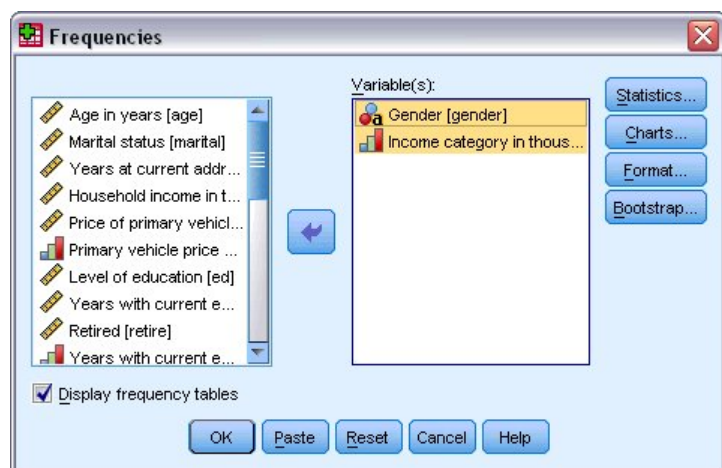 Frequencies
Age in years [age]
Marital status [marital]
Years at current addr...
Household income in t...
Price of primary vehicl...
Primary vehicle price ...
Level of education [ed]
Years with current e...
Retired [retire]
Years with current e...
Variable(s):
a Gender [gender]
Income category in thous...
Statistics...
Charts...
Format...
Bootstrap...
Display frequency tables
OK Paste Reset Cancel Help